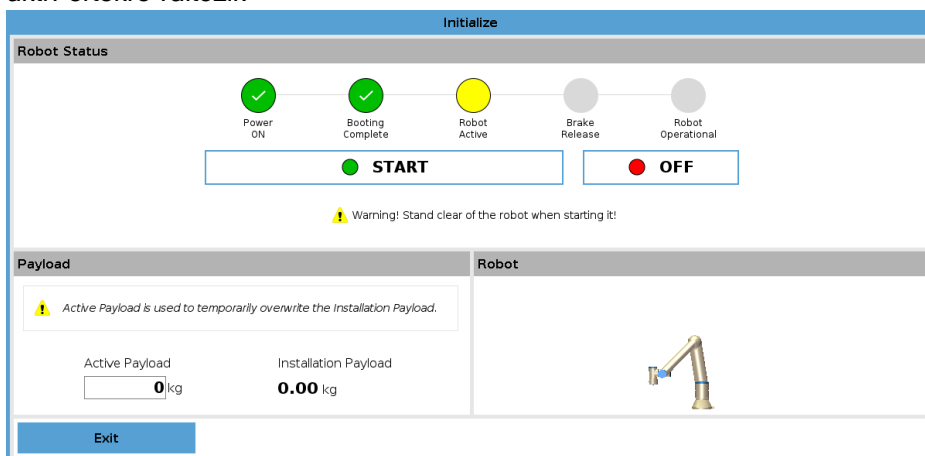 Initialize
Robot Status
Power
ON
Booting
Complete
Robot
Active
Brake
Release
Robot
Operational
START
OFF
Warning! Stand clear of the robot when starting it!
Payload
Robot
Active Payload is used to temporarily overwrite the Installation Payload.
Active Payload
Installation Payload
0 kg
0.00 kg
Exit